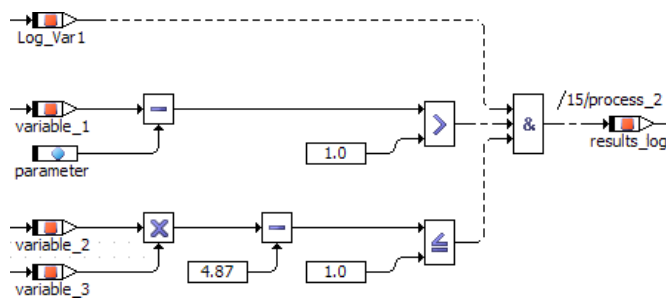 Log_Var1
/15/process_2
variable_1
&
results_log
1.0
parameter
variable_2
4.87
1.0
variable_3